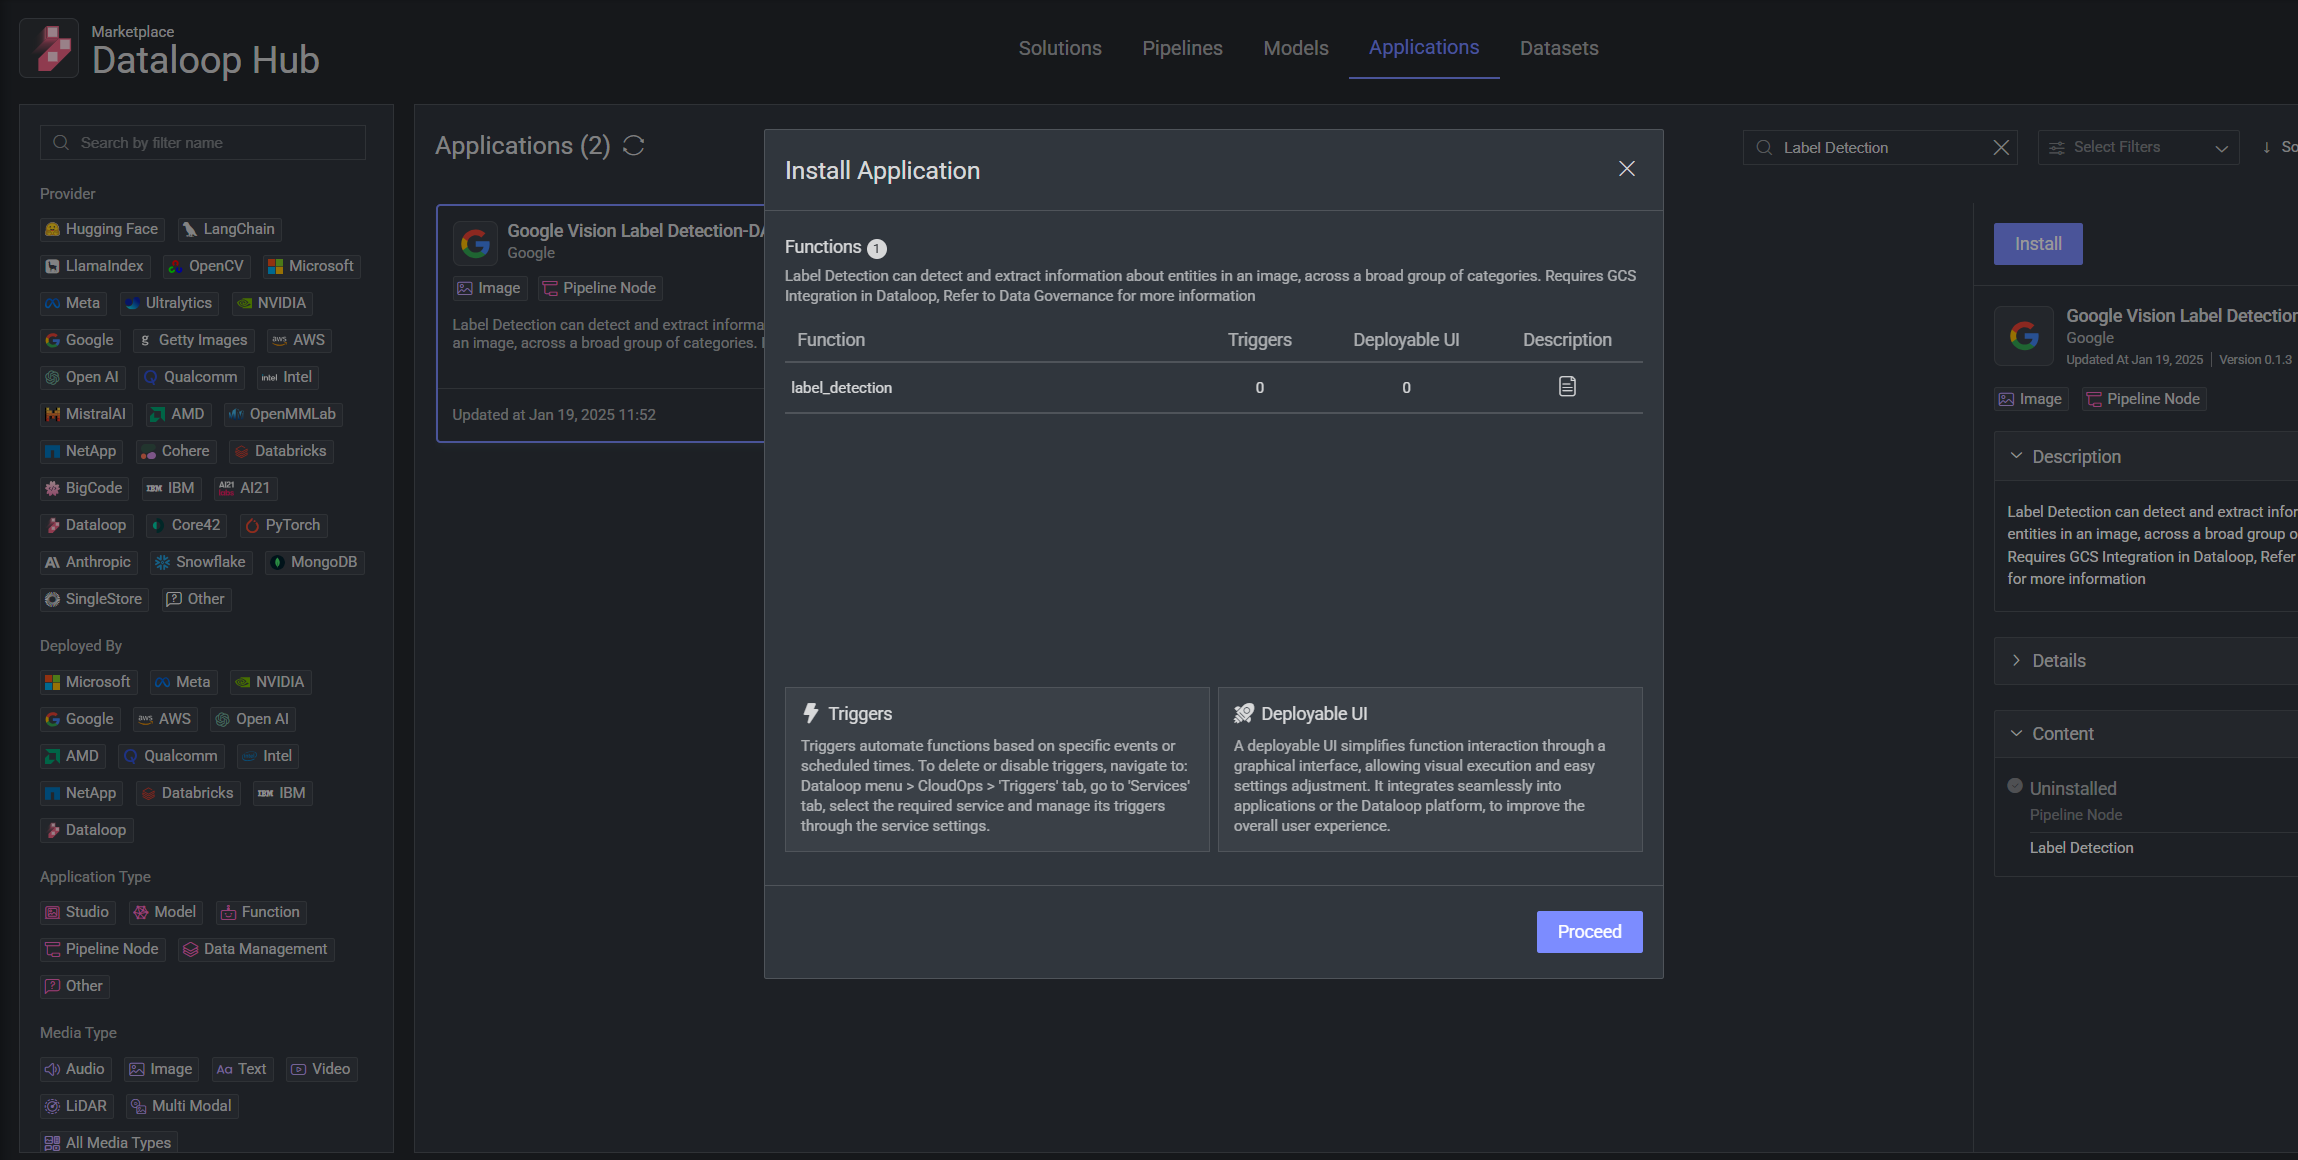 Marketplace
Dataloop Hub
Solutions
Pipelines
Models
Applications
Datasets
Search by filter name
Provider
Hugging Face
LangChain
LlamaIndex
OpenCV
Microsoft
Meta
Ultralytics
NVIDIA
Google
Getty Images
AWS
Open AI
Qualcomm
Intel
MistralAI
AMD
OpenMMLab
NetApp
Cohere
Databricks
BigCode
IBM
AI21
Dataloop
Core42
PyTorch
Anthropic
Snowflake
MongoDB
SingleStore
Other
Deployed By
Microsoft
Meta
NVIDIA
Google
AWS
Open AI
AMD
Qualcomm
Intel
NetApp
Databricks
IBM
Dataloop
Application Type
Studio
Model
Function
Pipeline Node
Data Management
Other
Media Type
Audio
Image
Text
Video
LiDAR
Multi Modal
All Media Types
Applications (2)
Label Detection
Select Filters
So
Google Vision Label Detection-DA
Google
Image
Pipeline Node
Label Detection can detect and extract informa
an image, across a broad group of categories.
Updated at Jan 19, 2025 11:52
Install Application
Functions 1
Label Detection can detect and extract information about entities in an image, across a broad group of categories. Requires GCS
Integration in Dataloop, Refer to Data Governance for more information
Function Triggers Deployable UI Description
label_detection 0 0
Triggers
Triggers automate functions based on specific events or
scheduled times. To delete or disable triggers, navigate to:
Dataloop menu > CloudOps > 'Triggers' tab, go to 'Services'
tab, select the required service and manage its triggers
through the service settings.
Deployable UI
A deployable UI simplifies function interaction through a
graphical interface, allowing visual execution and easy
settings adjustment. It integrates seamlessly into
applications or the Dataloop platform, to improve the
overall user experience.
Proceed
Install
Google Vision Label Detection
Google
Updated At Jan 19, 2025 | Version 0.1.3
Image
Pipeline Node
Description
Label Detection can detect and extract infor
entities in an image, across a broad group o
Requires GCS Integration in Dataloop, Refer
for more information
Details
Content
Uninstalled
Pipeline Node
Label Detection